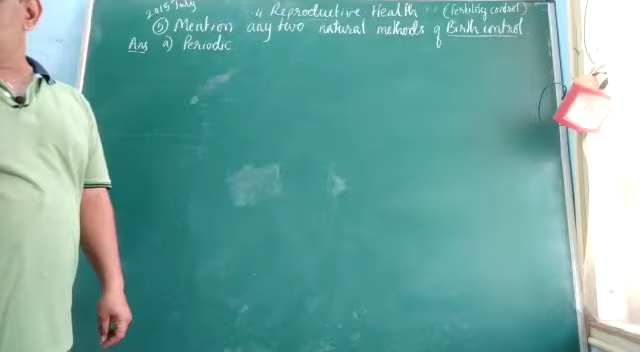 2015 July
4 Reproductive Health (Fertility control)
⑤ Mention any two natural methods of Birth control.
Ans a) Periodic